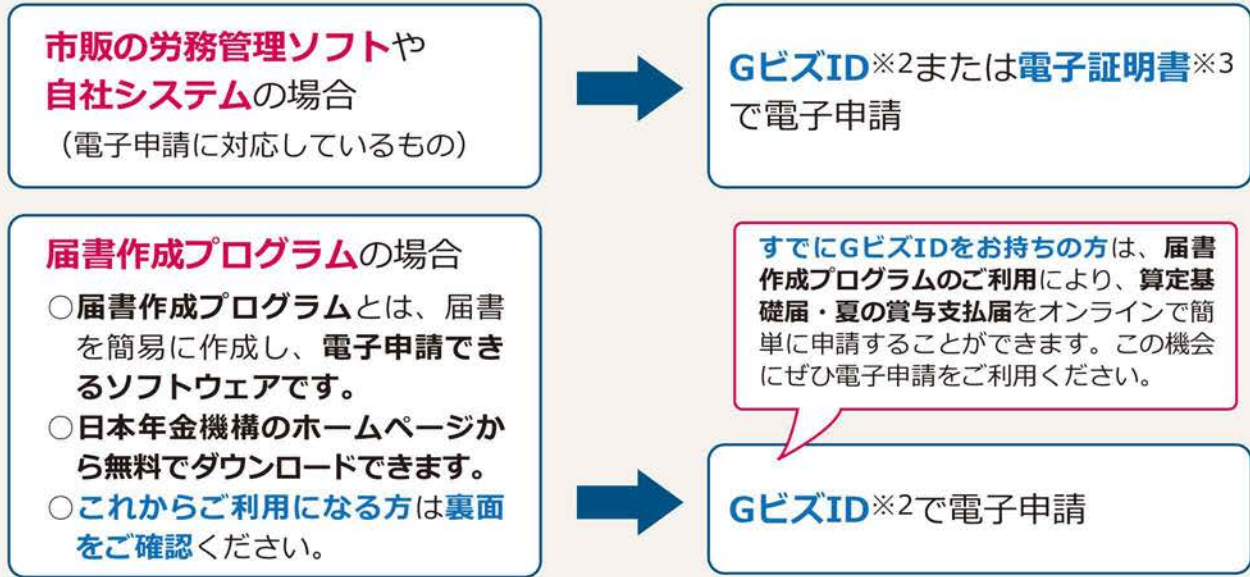 市販の労務管理ソフトや
自社システムの場合
（電子申請に対応しているもの）
GビズID※2または電子証明書※3
で電子申請
届書作成プログラムの場合
○届書作成プログラムとは、届書
を簡易に作成し、電子申請でき
るソフトウェアです。
○日本年金機構のホームページか
ら無料でダウンロードできます。
○これからご利用になる方は裏面
をご確認ください。
すでにGビズIDをお持ちの方は、届書
作成プログラムのご利用により、算定基
礎届・夏の賞与支払届をオンラインで簡
単に申請することができます。この機会
にぜひ電子申請をご利用ください。
GビズID※2で電子申請